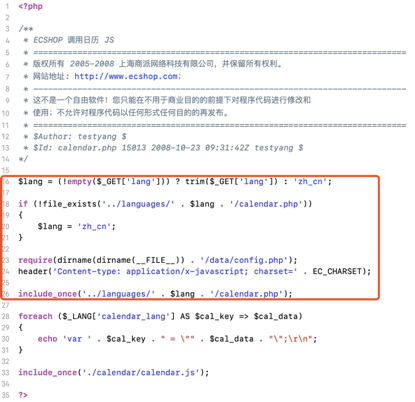 1 <?php
2
3 /**
4 * ECSHOP 调用日历 JS
5 * ============================================================================
6 * 版权所有 2005-2008 上海商派网络科技有限公司，并保留所有权利。
7 * 网站地址: http://www.ecshop.com；
8 * ----------------------------------------------------------------------------
9 * 这不是一个自由软件！您只能在不用于商业目的的前提下对程序代码进行修改和
10 * 使用；不允许对程序代码以任何形式任何目的的再发布。
11 * ============================================================================
12 * $Author: testyang $
13 * $Id: calendar.php 15013 2008-10-23 09:31:42Z testyang $
14 */
15
16 $lang = (!empty($_GET['lang'])) ? trim($_GET['lang']) : 'zh_cn';
17
18 if (!file_exists('../languages/' . $lang . '/calendar.php'))
19 {
20 $lang = 'zh_cn';
21 }
22
23 require(dirname(dirname(__FILE__)) . '/data/config.php');
24 header('Content-type: application/x-javascript; charset=' . EC_CHARSET);
25
26 include_once('../languages/' . $lang . '/calendar.php');
27
28 foreach ($_LANG['calendar_lang'] AS $cal_key => $cal_data)
29 {
30 echo 'var ' . $cal_key . " = \"" . $cal_data . "\";\r\n";
31 }
32
33 include_once('./calendar/calendar.js');
34
35 ?>